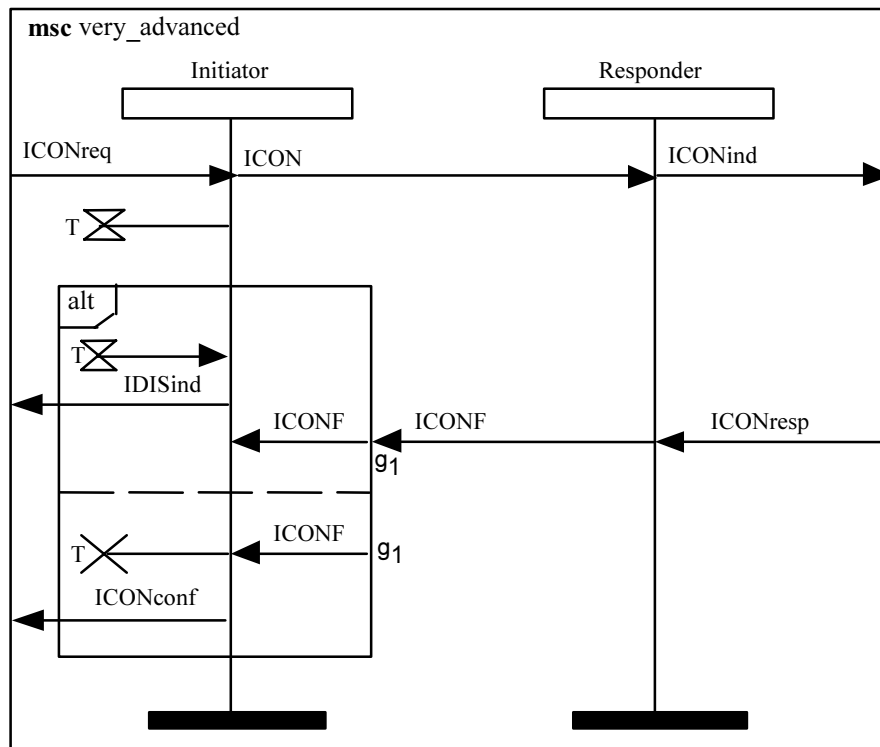 msc very_advanced
Initiator
Responder
ICONreq
ICON
ICONind
T
alt
T
IDISind
ICONF
ICONF
ICONresp
g1
T
ICONF
g1
ICONconf